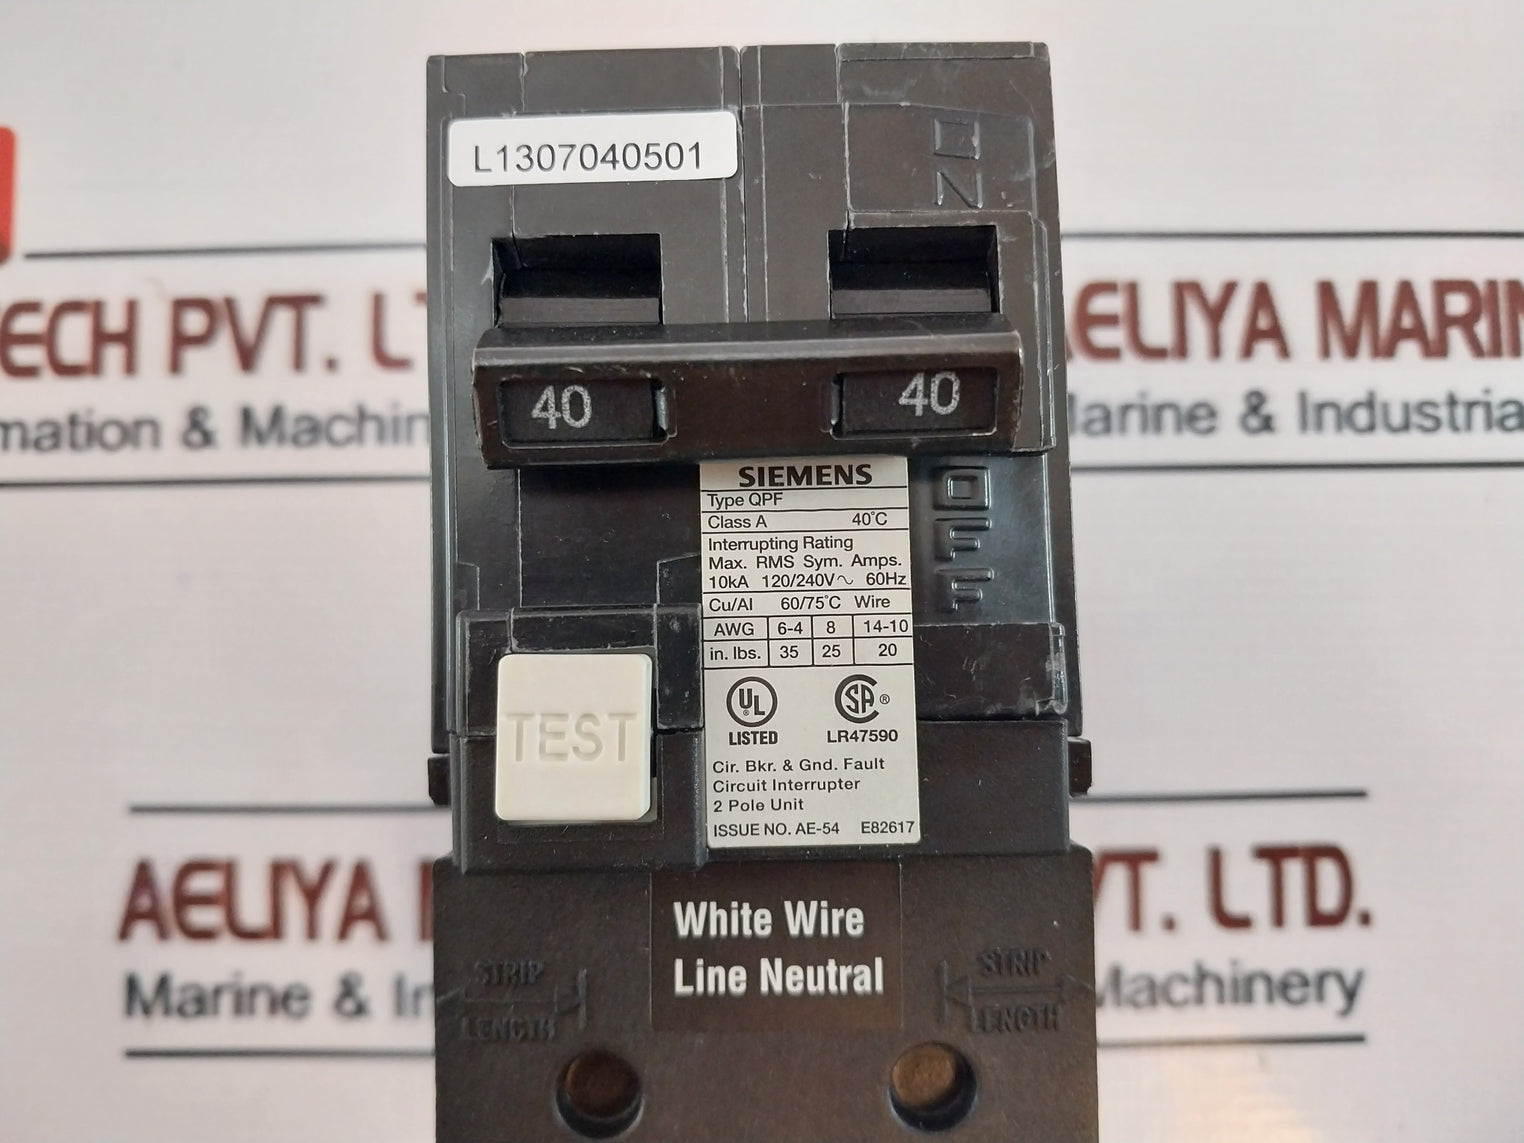 L1307040501
ON
ECH PVT. L
AELIYA MARIN
mation & Machin
Marine & Industria
40
40
SIEMENS
Type QPF
Class A 40°C
Interrupting Rating
Max. RMS Sym. Amps.
10kA 120/240V~ 60Hz
Cu/Al 60/75°C Wire
AWG 6-4 8 14-10
in. lbs. 35 25 20
OFF
TEST
UL ®
LISTED
SA ®
LR47590
Cir. Bkr. & Gnd. Fault
Circuit Interrupter
2 Pole Unit
ISSUE NO. AE-54 E82617
AELIYA
VT. LTD.
White Wire
Line Neutral
Marine & In
Machinery
STRIP
LENGTH
STRIP
LENGTH